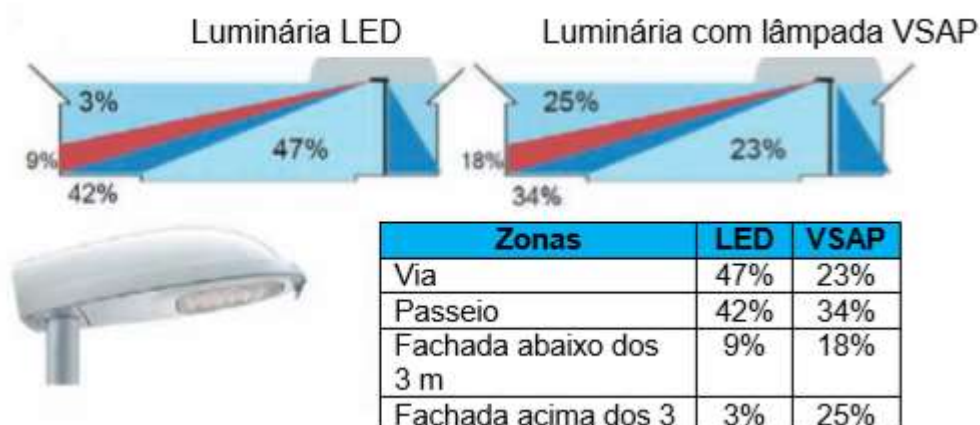 Luminária LED
Luminária com lâmpada VSAP
3%
9%
47%
42%
25%
18%
23%
34%
Zonas LED VSAP
Via 47% 23%
Passeio 42% 34%
Fachada abaixo dos 9% 18%
3 m
Fachada acima dos 3 3% 25%